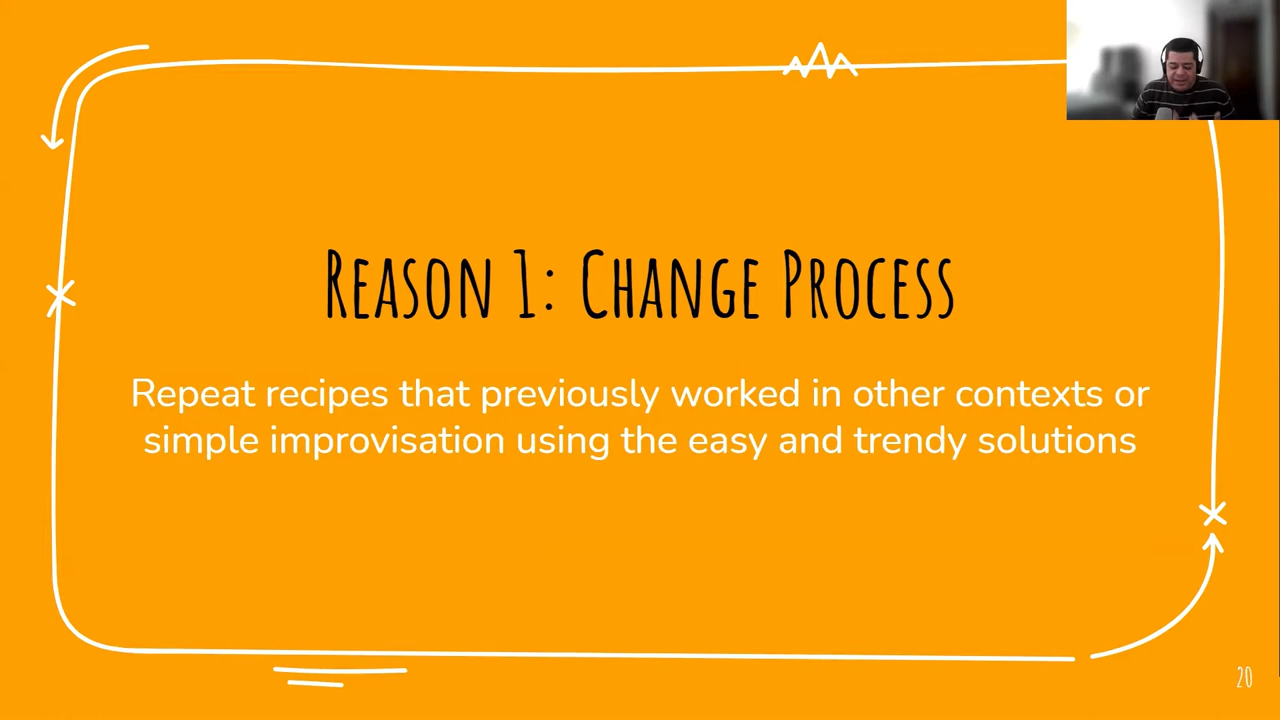 Reason 1: Change Process
Repeat recipes that previously worked in other contexts or
simple improvisation using the easy and trendy solutions
20